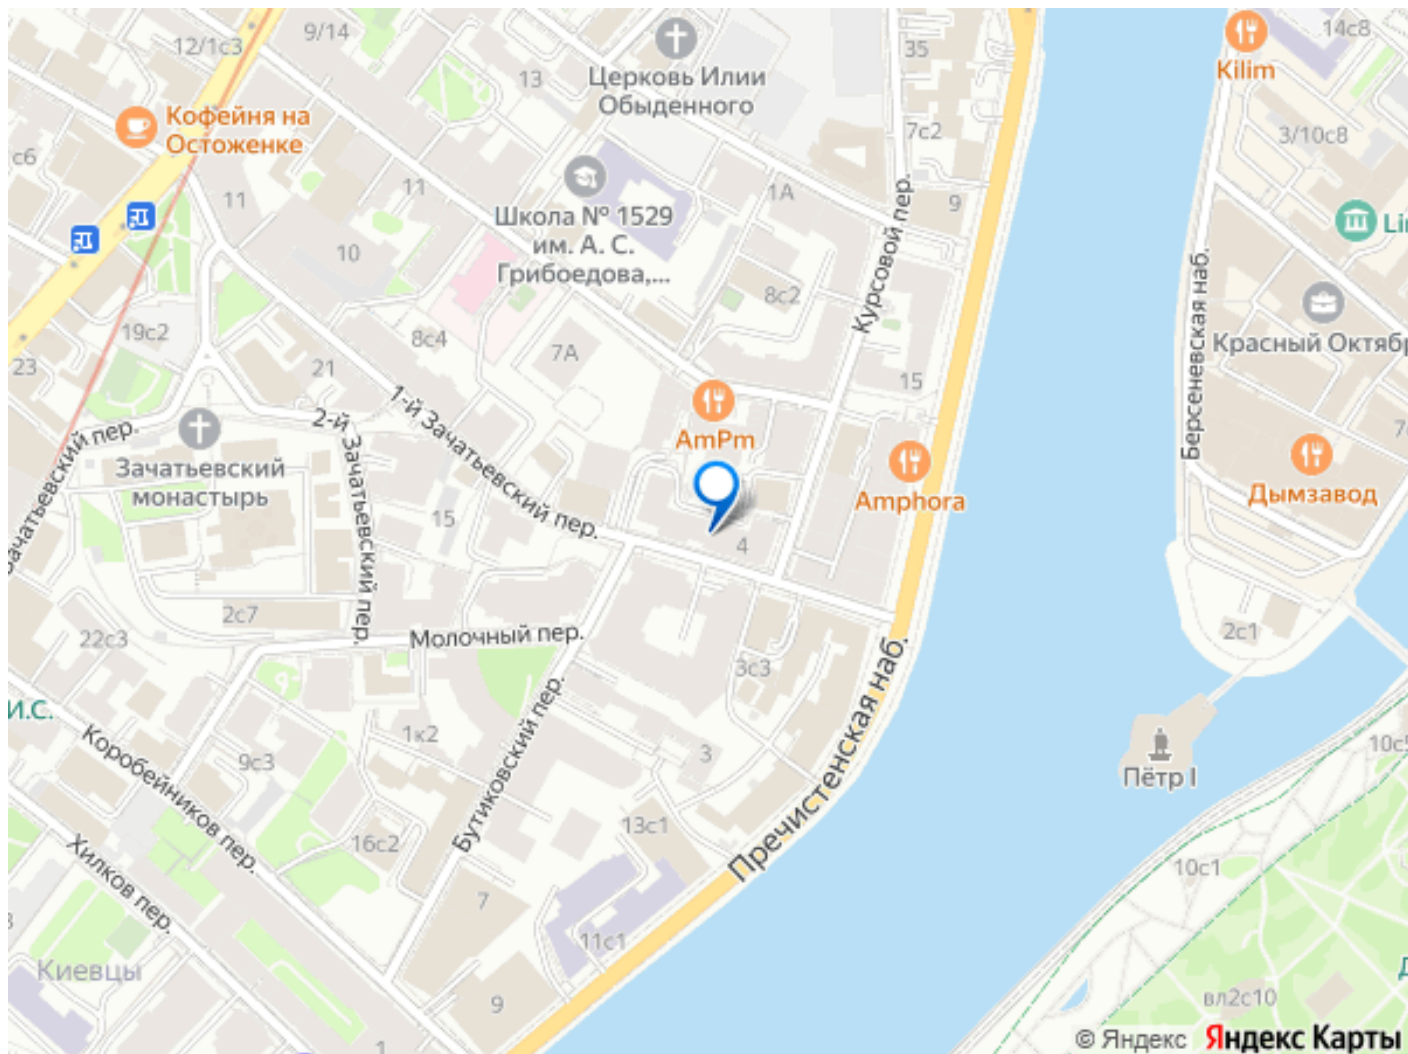 12/1с3
9/14
13
Церковь Илии
Обыденного
35
Kilim
14с8
Кофейня на
Остоженке
с6
7с2
3/10с8
11
11
Школа № 1529
им. А. С.
Грибоедова,...
1А
9
10
8с2
Курсовой пер.
Берсеневская наб.
Красный Октябр
19с2
23
21
8с4
7А
15
1-й Зачатьевский пер.
2-й Зачатьевский пер.
AmPm
Amphora
Дымзавод
Зачатьевский
монастырь
15
4
2с7
22с3
Молочный пер.
3с3
2с1
И.С.
Коробейников пер.
1к2
9с3
Бутиковский пер.
3
Пречистенская наб.
Пётр I
Хилков пер.
16с2
13с1
10с1
7
11с1
Киевцы
9
1
вл2с10
© Яндекс
Яндекс Карты